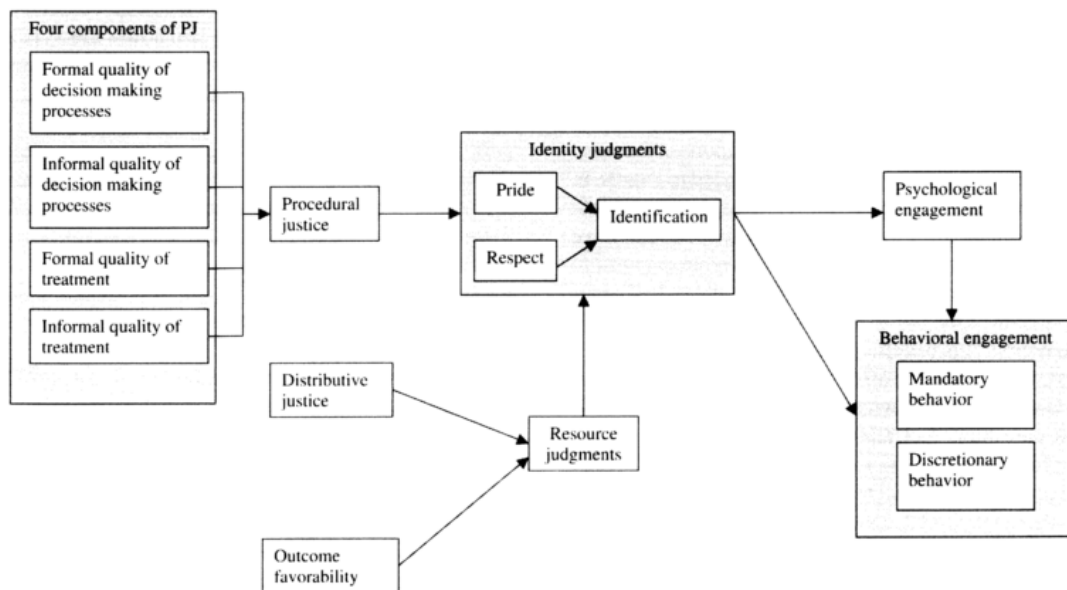 Four components of PJ
Formal quality of
decision making
processes
Informal quality of
decision making
processes
Formal quality of
treatment
Informal quality of
treatment
Procedural
justice
Identity judgments
Pride
Respect
Identification
Psychological
engagement
Behavioral engagement
Mandatory
behavior
Discretionary
behavior
Distributive
justice
Resource
judgments
Outcome
favorability